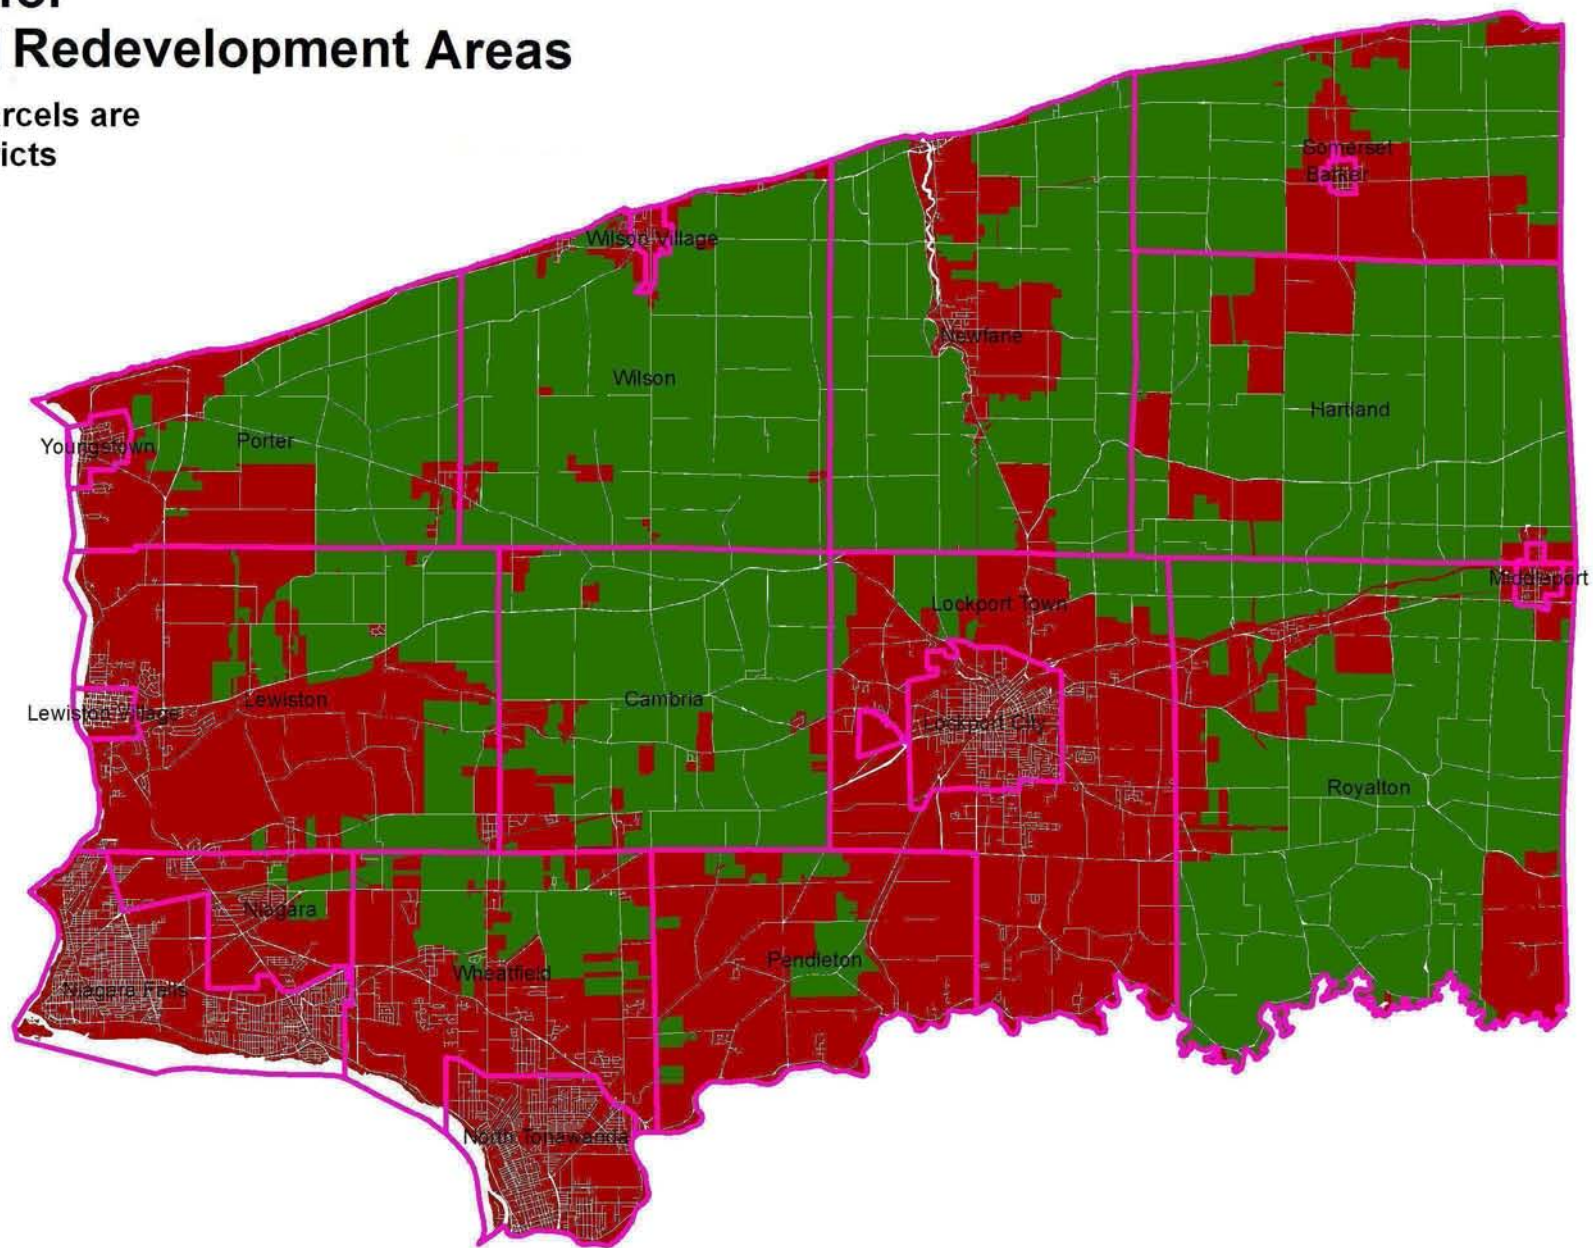 Redevelopment Areas
rcels are
icts
Somerset
Barker
Wilson Village
Newfane
Wilson
Hartland
Youngstown
Porter
Middleport
Lockport Town
Lewiston
Cambria
Lewiston Village
Lockport City
Royalton
Niagara
Pendleton
Wheatfield
Niagara Falls
North Tonawanda